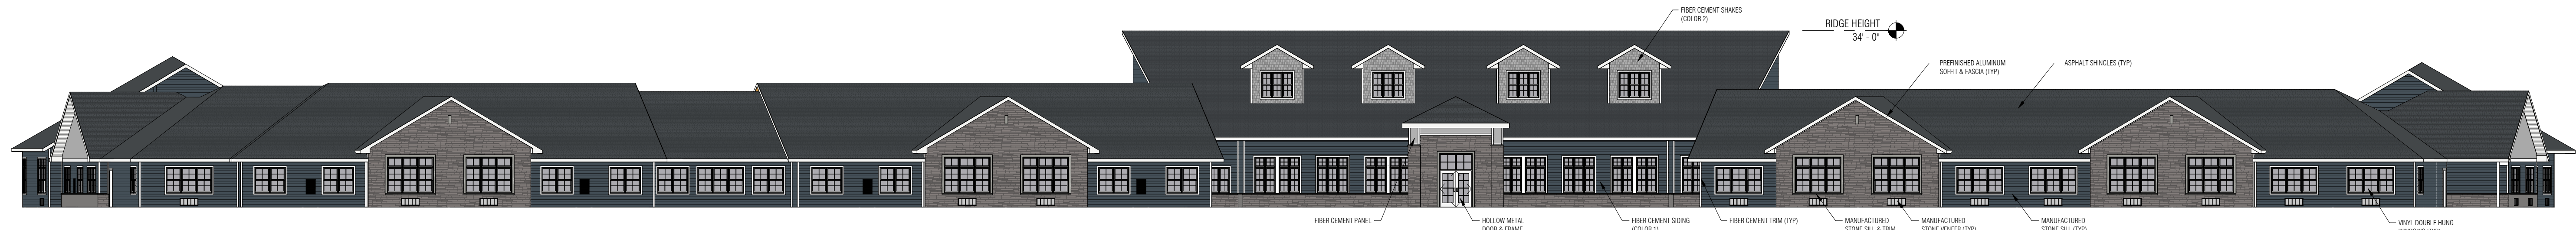 FIBER CEMENT SHAKES
(COLOR 2)
RIDGE HEIGHT
34' - 0"
PREFINISHED ALUMINUM
SOFFIT & FASCIA (TYP)
ASPHALT SHINGLES (TYP)
FIBER CEMENT PANEL
HOLLOW METAL
DOOR & FRAME
FIBER CEMENT SIDING
(COLOR 1)
FIBER CEMENT TRIM (TYP)
MANUFACTURED
STONE SILL & TRIM
MANUFACTURED
STONE VENEER (TYP)
MANUFACTURED
STONE SILL (TYP)
VINYL DOUBLE HUNG